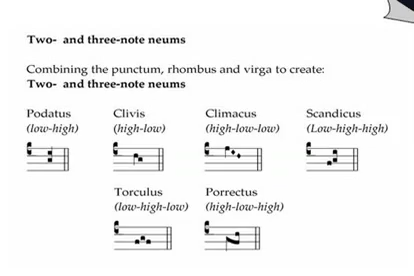 Two- and three-note neums
Combining the punctum, rhombus and virga to create:
Two- and three-note neums
Podatus Clivis Climacus Scandicus
(low-high) (high-low) (high-low-low) (Low-high-high)
Torculus Porrectus
(low-high-low) (high-low-high)